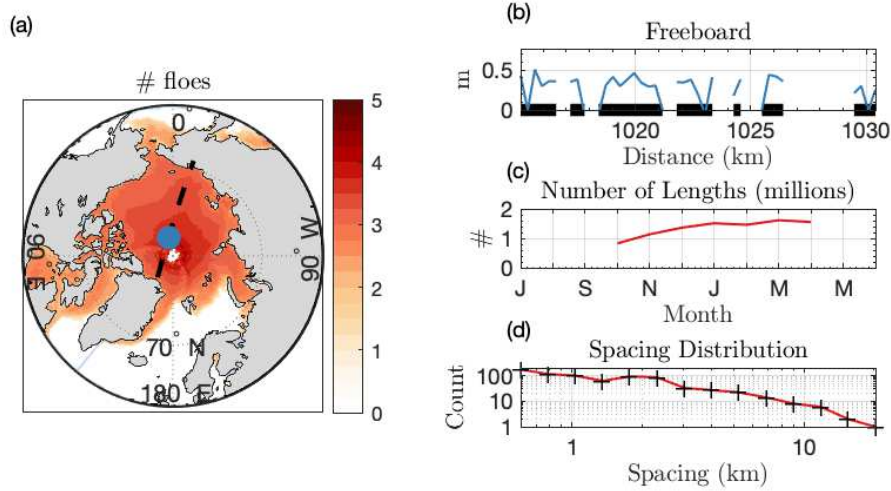 (a)
# floes
0
90 W
90 E
70 N
180 E
5
4
3
2
1
0
(b)
Freeboard
m
0.5
0
1020 1025 1030
Distance (km)
(c)
Number of Lengths (millions)
#
2
1
0
J S N J M M
Month
(d)
Spacing Distribution
Count
100
10
1
1 10
Spacing (km)